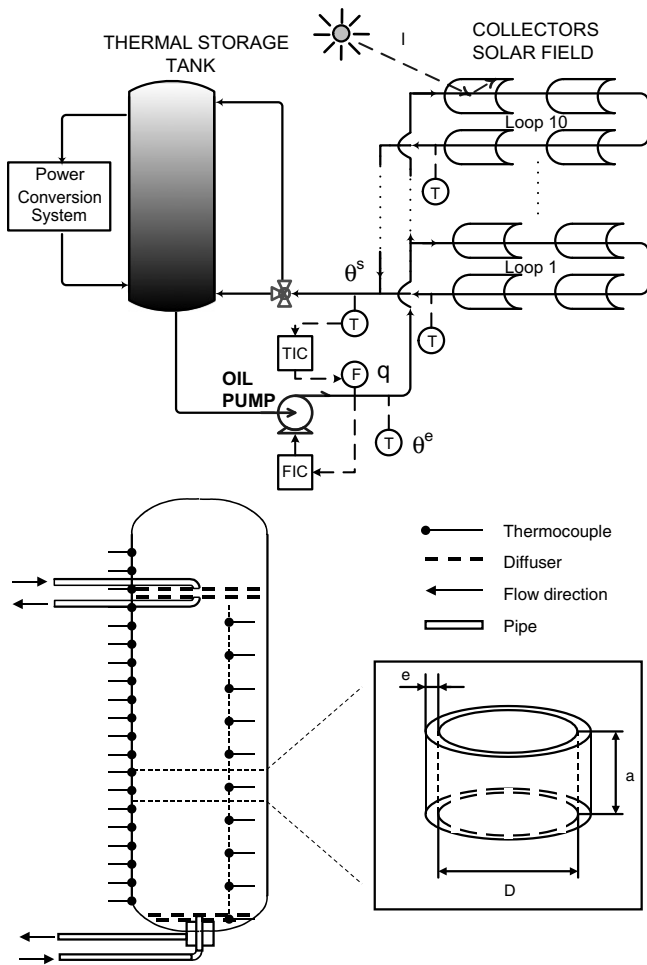 THERMAL STORAGE
TANK
I
COLLECTORS
SOLAR FIELD
Loop 10
T
Power
Conversion
System
Loop 1
θˢ
T
T
TIC
F
q
OIL
PUMP
T
θᵉ
FIC
Thermocouple
Diffuser
Flow direction
Pipe
e
a
D